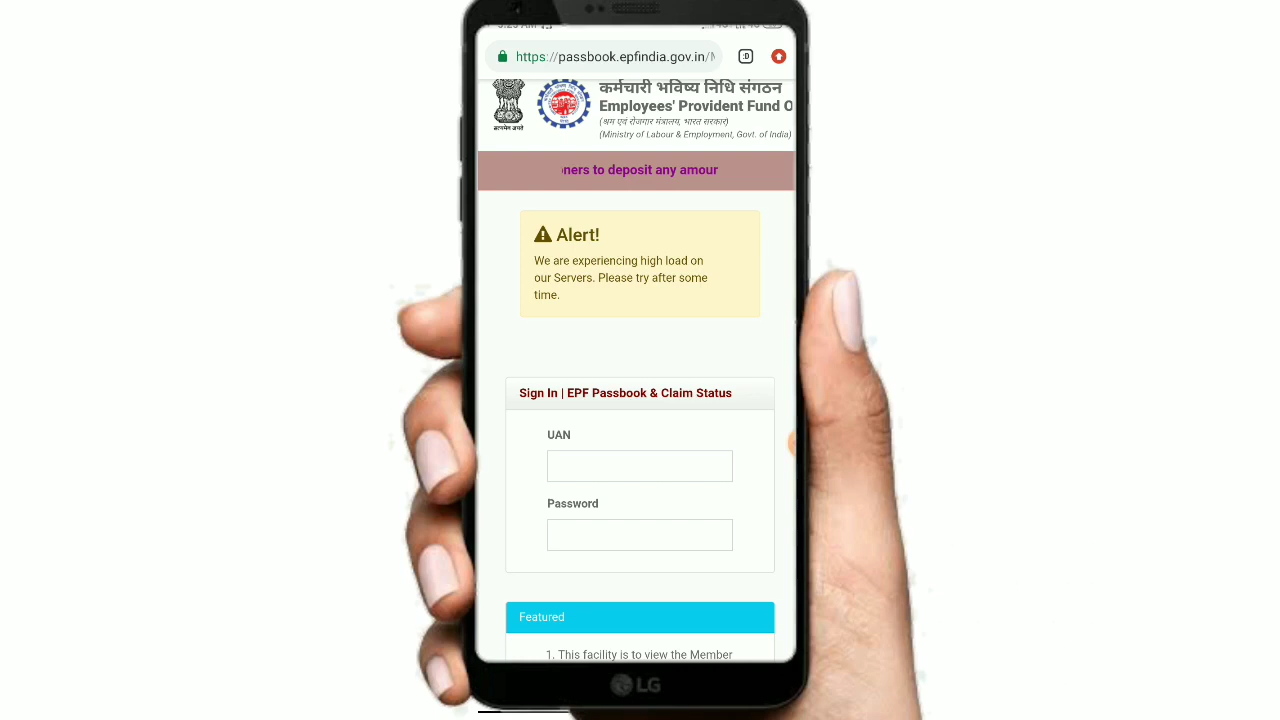 https://passbook.epfindia.gov.in/M
:D
कर्मचारी भविष्य निधि संगठन
Employees' Provident Fund O
(श्रम एवं रोजगार मंत्रालय, भारत सरकार)
(Ministry of Labour & Employment, Govt. of India)
सत्यमेव जयते
ners to deposit any amour
Alert!
We are experiencing high load on
our Servers. Please try after some
time.
Sign In | EPF Passbook & Claim Status
UAN
Password
Featured
1. This facility is to view the Member
LG